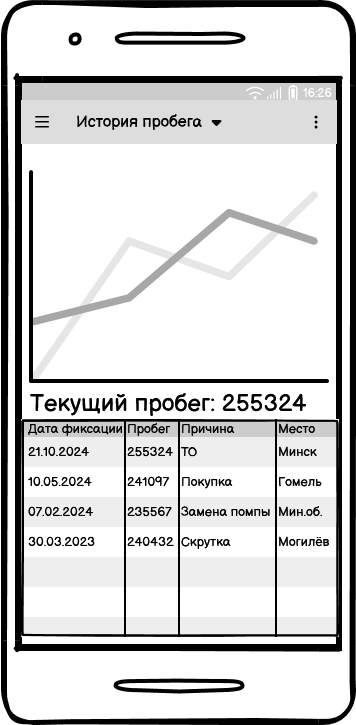 16:26
История пробега
Текущий пробег: 255324
Дата фиксации Пробег Причина Место
21.10.2024 255324 ТО Минск
10.05.2024 241097 Покупка Гомель
07.02.2024 235567 Замена помпы Мин.об.
30.03.2023 240432 Скрутка Могилёв